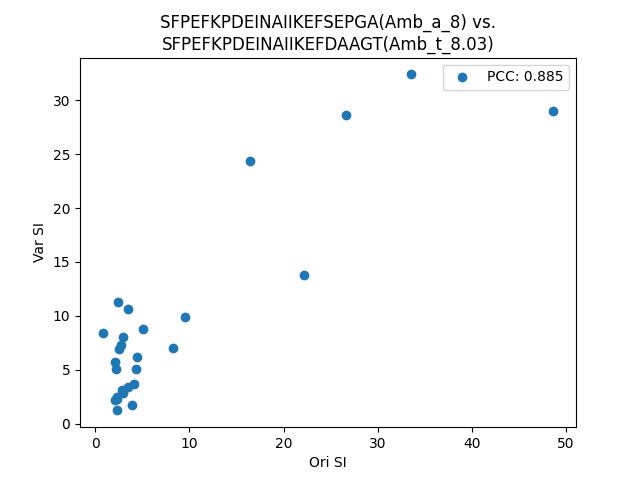 SFPEFKPDEINAIIKEFSEPGA(Amb_a_8) vs.
SFPEFKPDEINAIIKEFDAAGT(Amb_t_8.03)
PCC: 0.885
Var SI
30
25
20
15
10
5
0
0 10 20 30 40 50
Ori SI